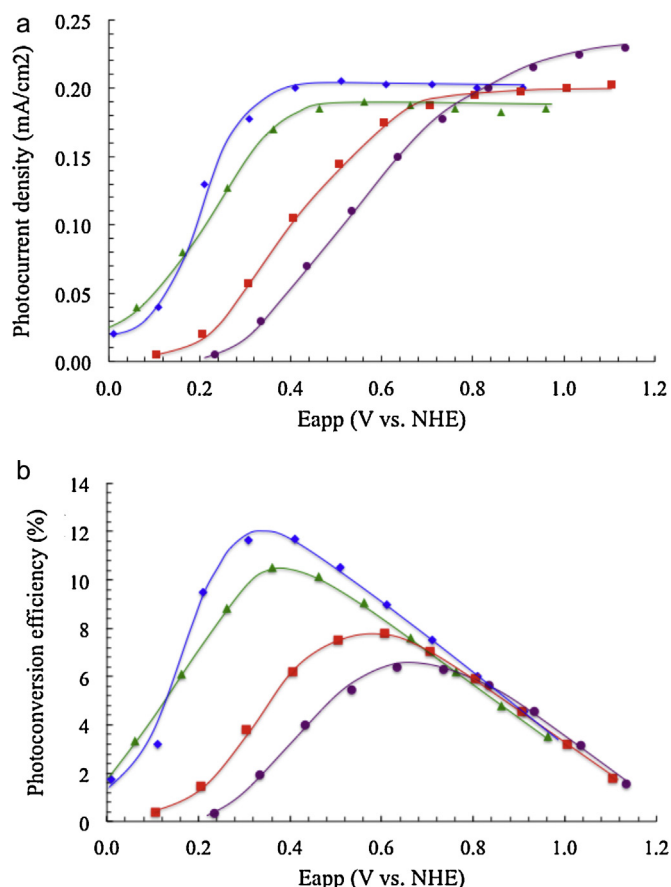 a
0.25
0.20
0.15
0.10
0.05
0.00
Photocurrent density (mA/cm2)
0.0 0.2 0.4 0.6 0.8 1.0 1.2
Eapp (V vs. NHE)
b
14
12
10
8
6
4
2
0
Photoconversion efficiency (%)
0.0 0.2 0.4 0.6 0.8 1.0 1.2
Eapp (V vs. NHE)